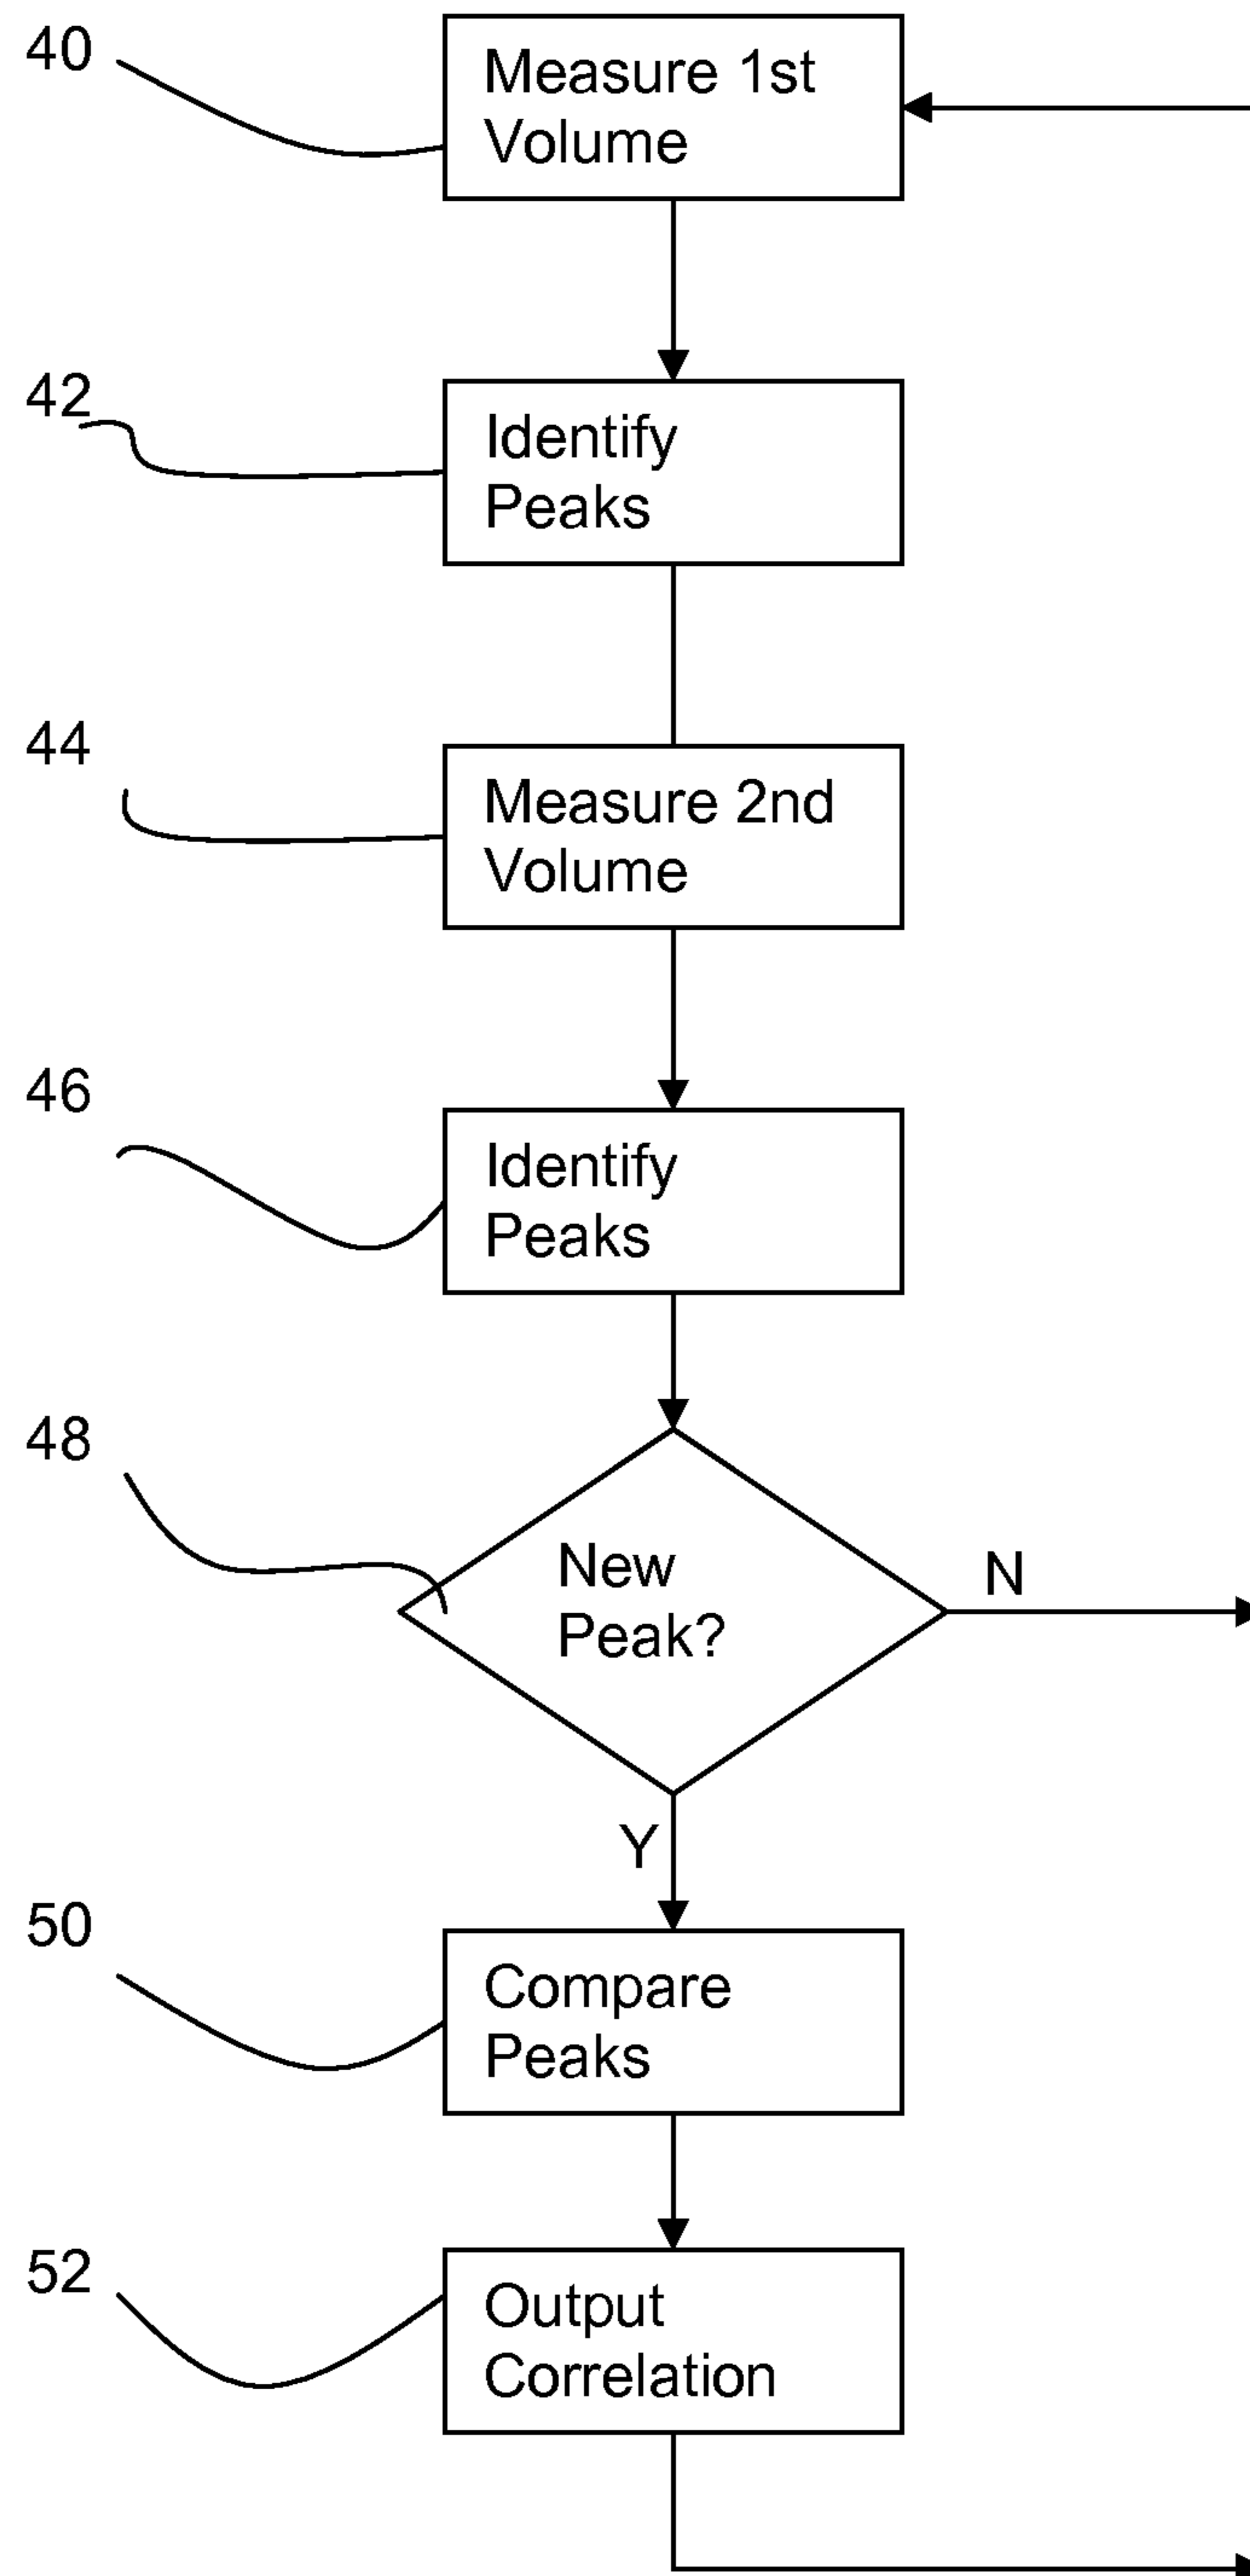 40
Measure 1st
Volume
42
Identify
Peaks
44
Measure 2nd
Volume
46
Identify
Peaks
48
New
Peak?
N
Y
50
Compare
Peaks
52
Output
Correlation